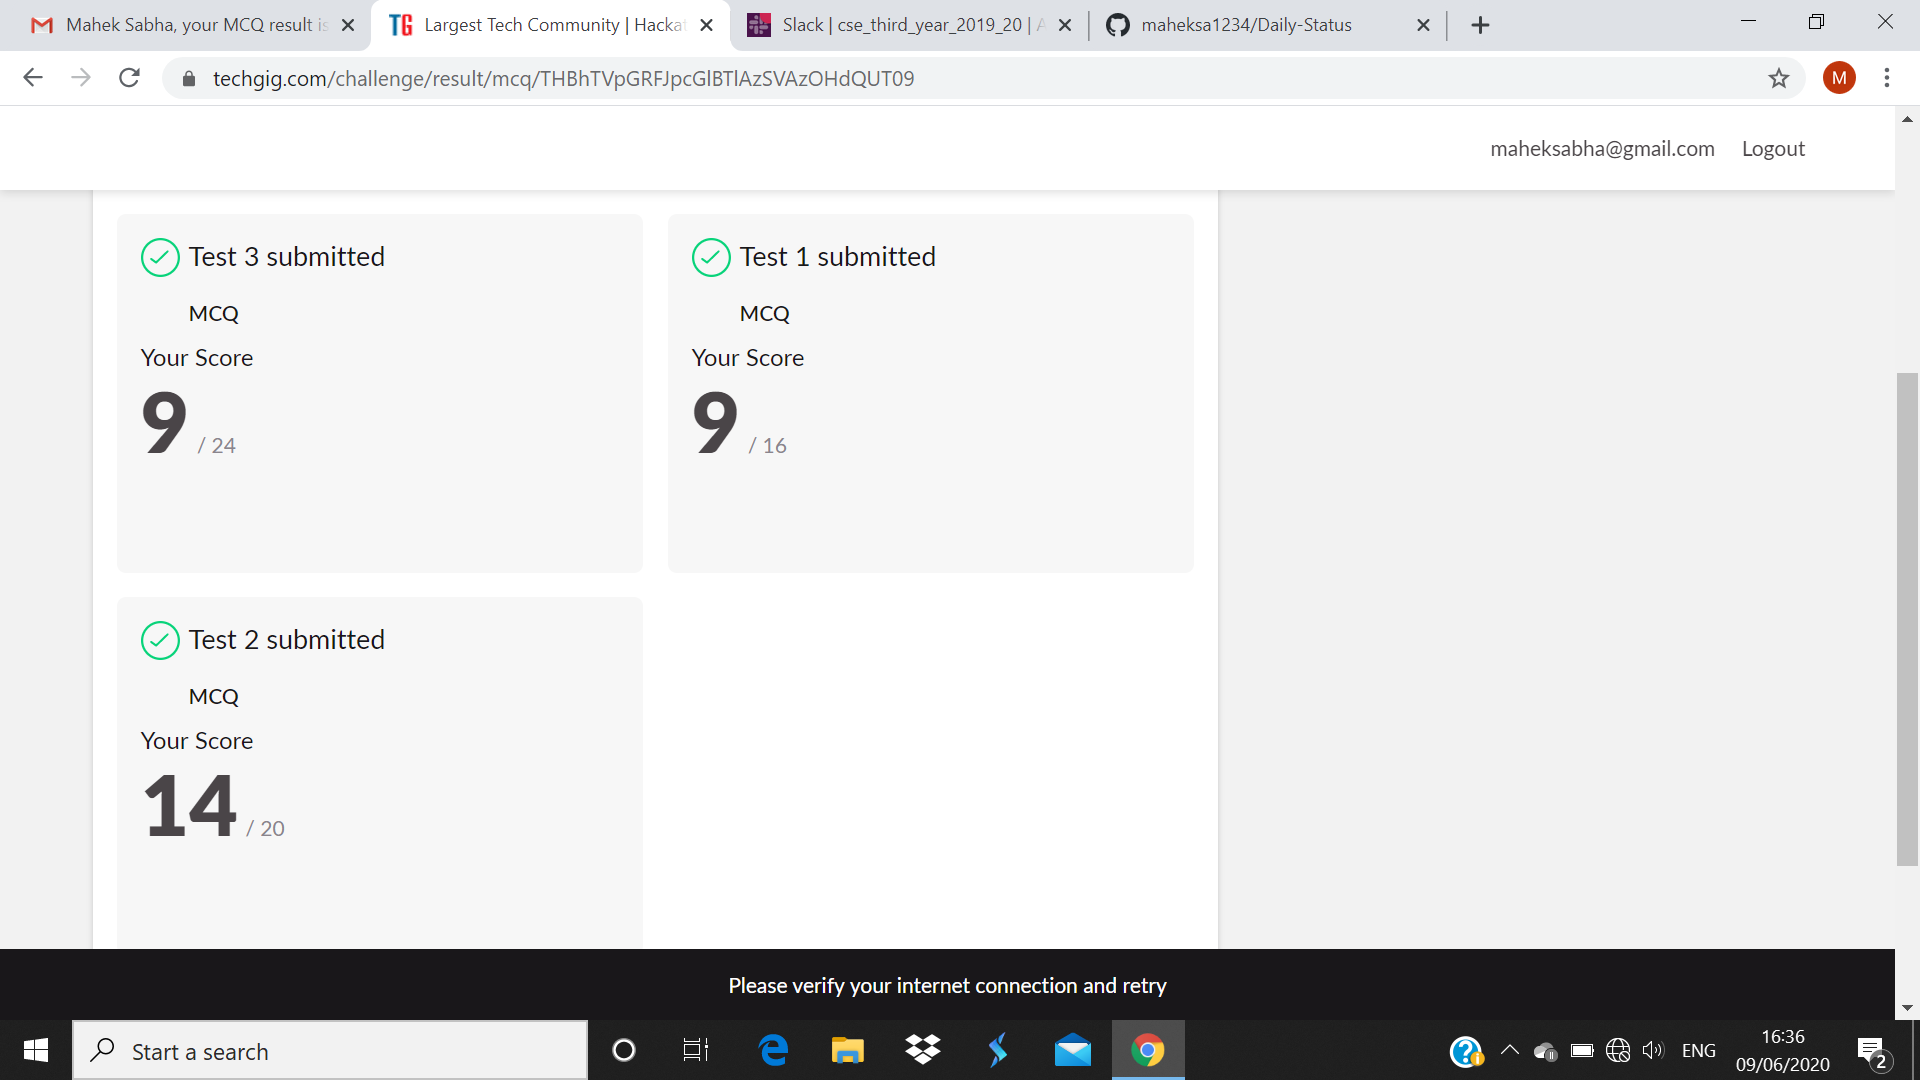 Mahek Sabha, your MCQ result is
Largest Tech Community | Hackat
Slack | cse_third_year_2019_20 | A
maheksa1234/Daily-Status
techgig.com/challenge/result/mcq/THBhTVpGRFJpcGlBTlAzSVAzOHdQUT09
M
maheksabha@gmail.com Logout
Test 3 submitted
MCQ
Your Score
9 / 24
Test 1 submitted
MCQ
Your Score
9 / 16
Test 2 submitted
MCQ
Your Score
14 / 20
Please verify your internet connection and retry
Start a search
ENG
16:36
09/06/2020
2